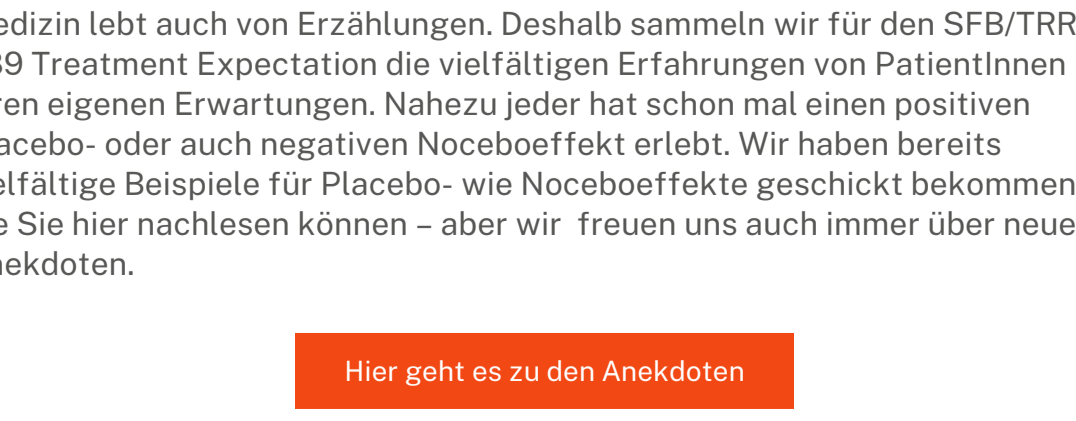 edizin lebt auch von Erzählungen. Deshalb sammeln wir für den SFB/TRR
39 Treatment Expectation die vielfältigen Erfahrungen von PatientInnen
ren eigenen Erwartungen. Nahezu jeder hat schon mal einen positiven
acebo- oder auch negativen Noceboeffekt erlebt. Wir haben bereits
elfältige Beispiele für Placebo- wie Noceboeffekte geschickt bekommen
e Sie hier nachlesen können – aber wir freuen uns auch immer über neue
nekdoten.
Hier geht es zu den Anekdoten